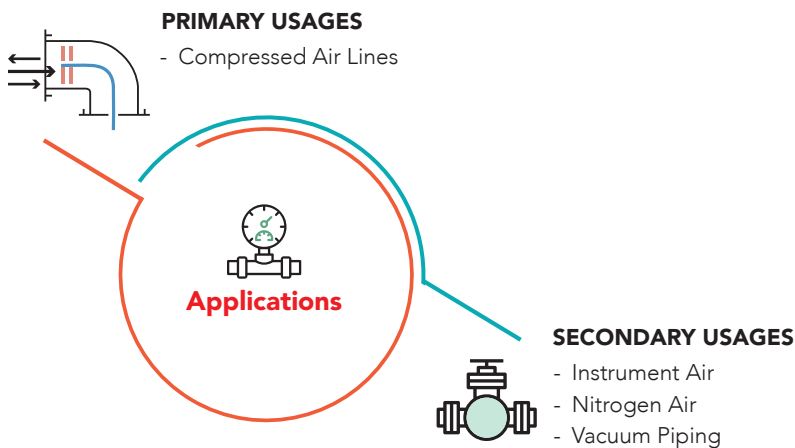 PRIMARY USAGES
- Compressed Air Lines
Applications
SECONDARY USAGES
- Instrument Air
- Nitrogen Air
- Vacuum Piping